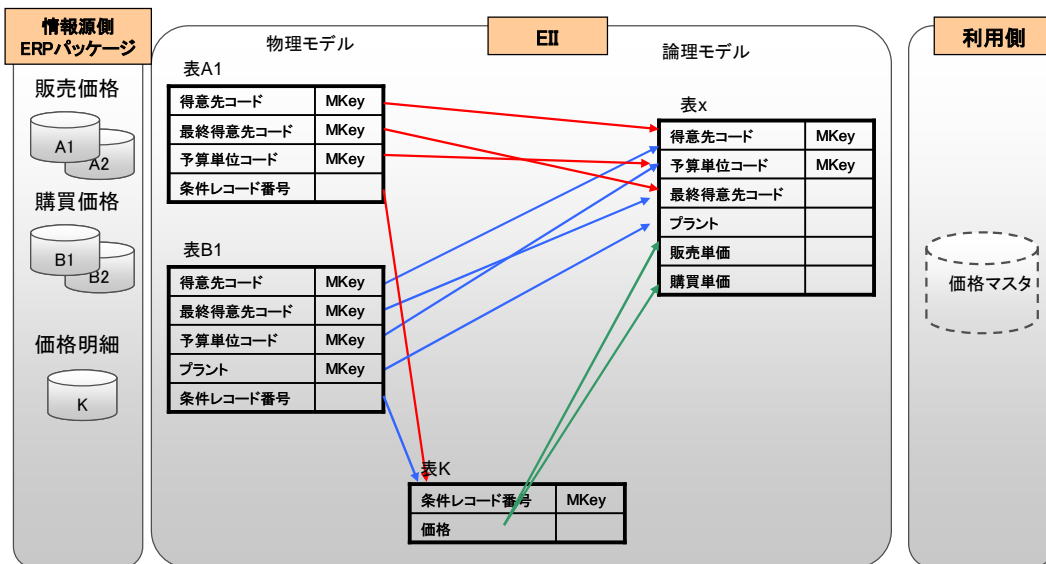 情報源側
ERPパッケージ
販売価格
A1
A2
購買価格
B1
B2
価格明細
K
EII
物理モデル
表A1
得意先コード MKey
最終得意先コード MKey
予算単位コード MKey
条件レコード番号
表B1
得意先コード MKey
最終得意先コード MKey
予算単位コード MKey
プラント MKey
条件レコード番号
表K
条件レコード番号 MKey
価格
論理モデル
表x
得意先コード MKey
予算単位コード MKey
最終得意先コード
プラント
販売単価
購買単価
利用側
価格マスタ